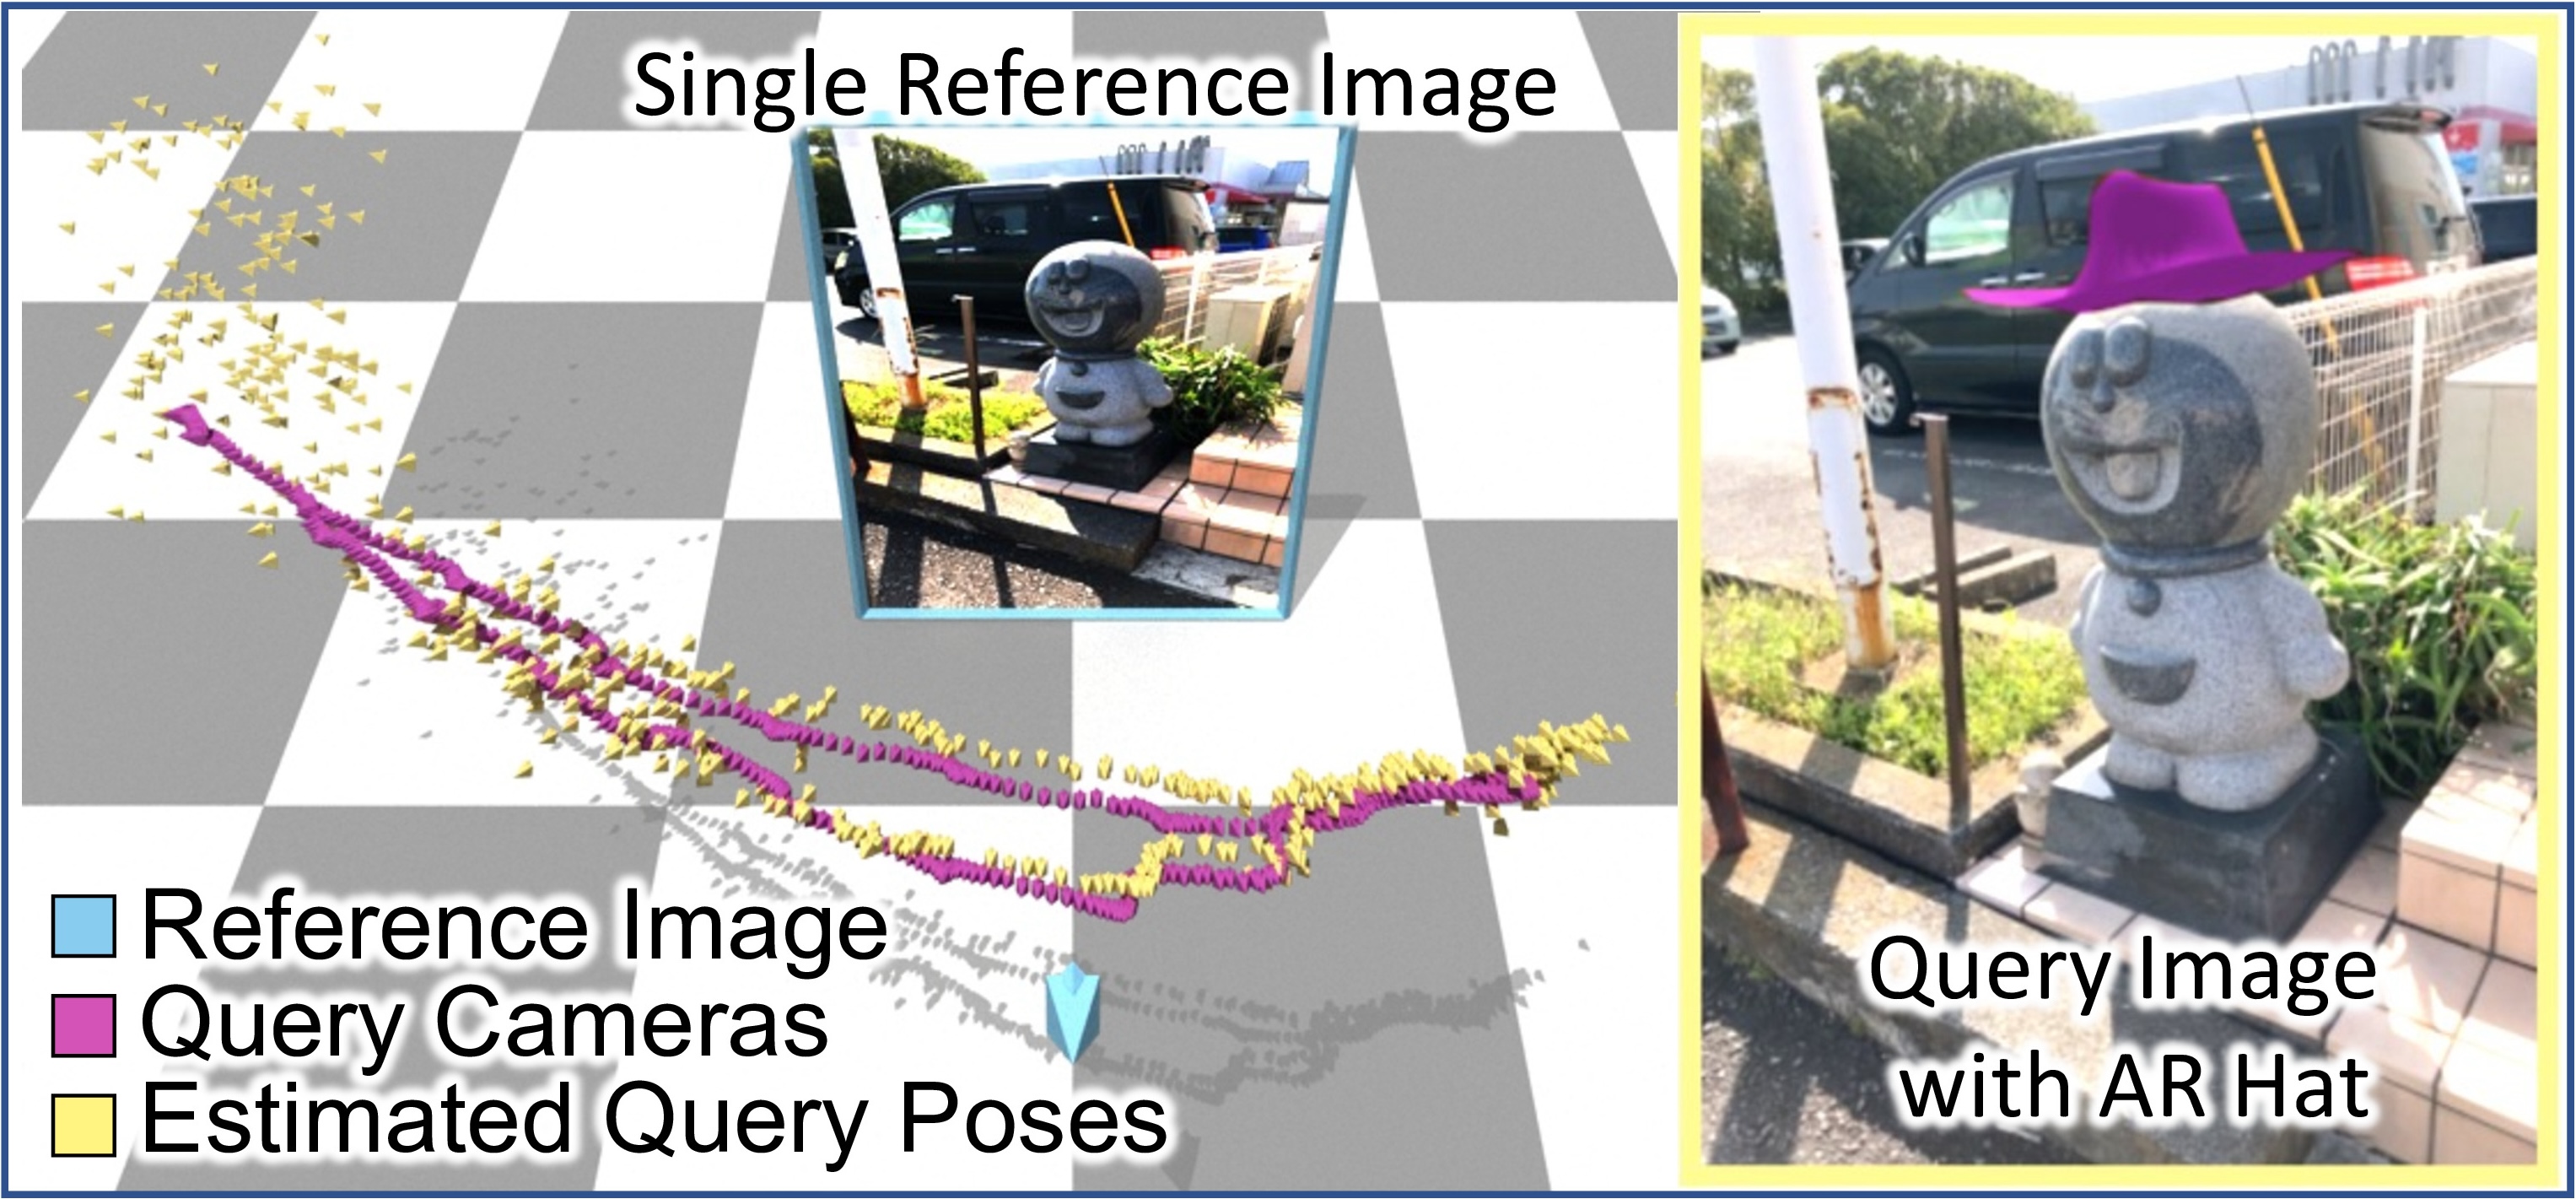 Single Reference Image
Reference Image
Query Cameras
Estimated Query Poses
Query Image
with AR Hat